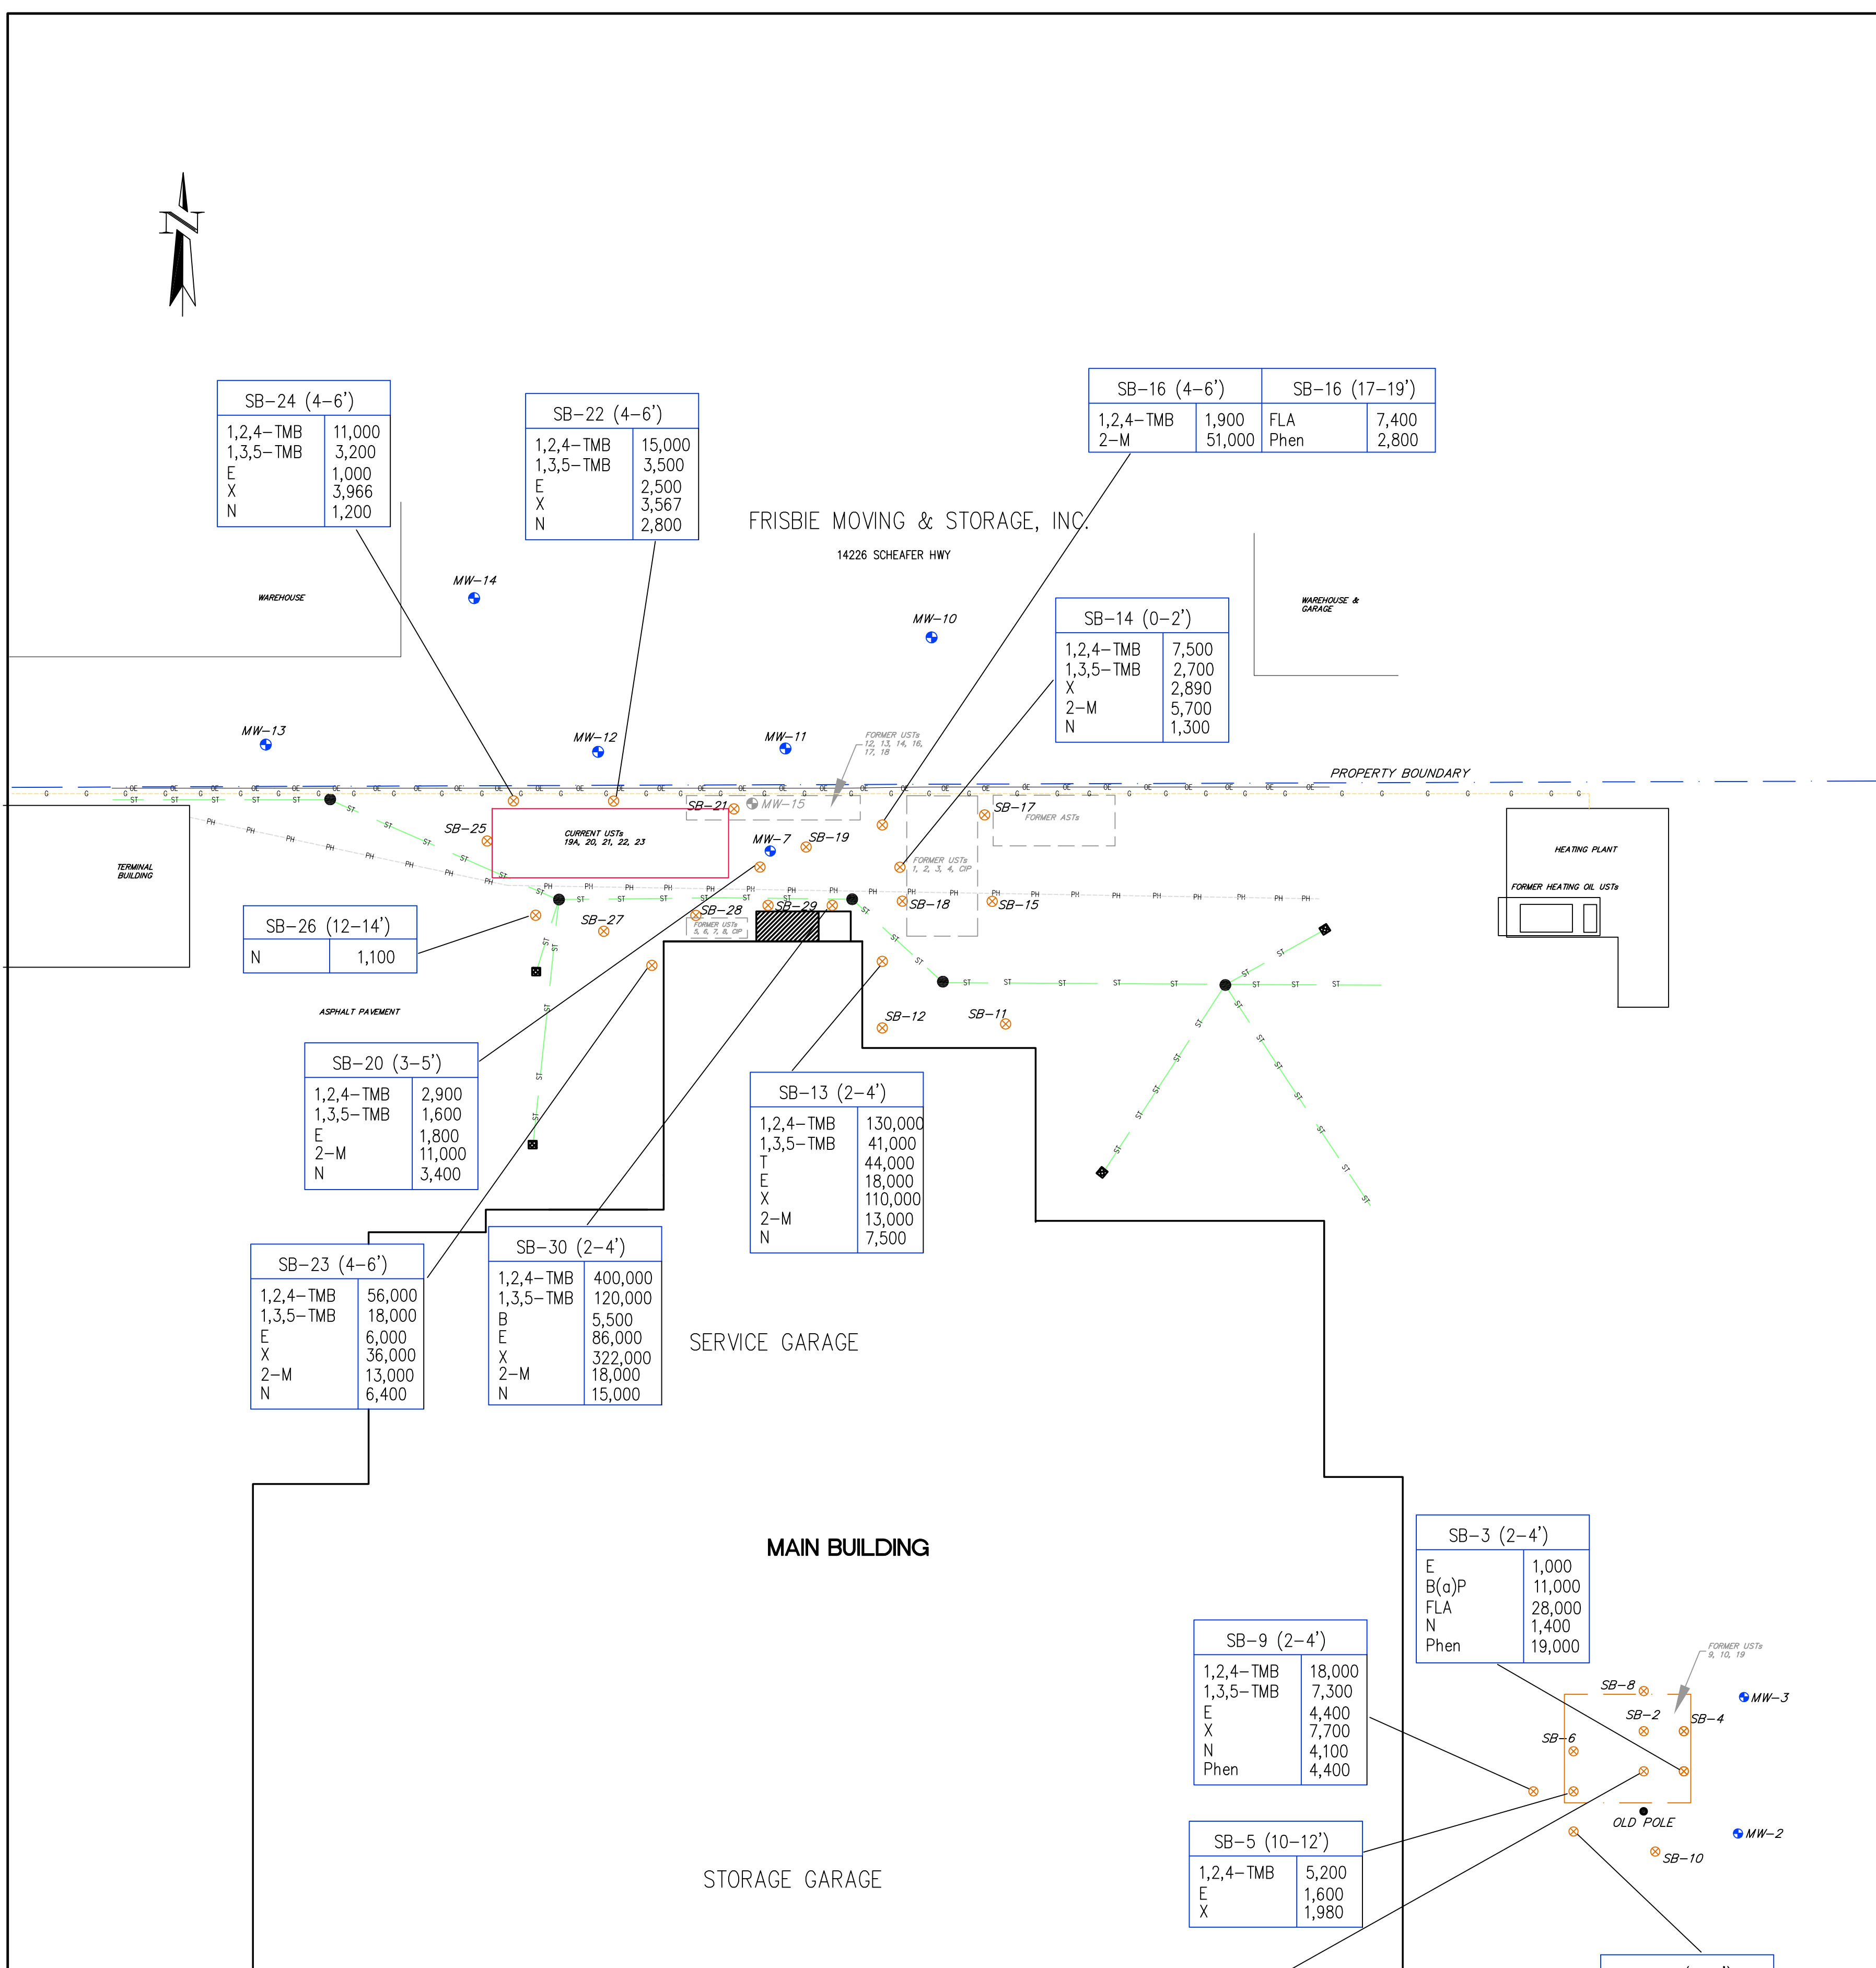 N
SB-24 (4-6')
1,2,4-TMB 11,000
1,3,5-TMB 3,200
E 1,000
X 3,966
N 1,200
SB-22 (4-6')
1,2,4-TMB 15,000
1,3,5-TMB 3,500
E 2,500
X 3,567
N 2,800
SB-16 (4-6') SB-16 (17-19')
1,2,4-TMB 1,900 FLA 7,400
2-M 51,000 Phen 2,800
FRISBIE MOVING & STORAGE, INC.
14226 SCHEAFER HWY
WAREHOUSE
MW-14
MW-10
WAREHOUSE &
GARAGE
SB-14 (0-2')
1,2,4-TMB 7,500
1,3,5-TMB 2,700
X 2,890
2-M 5,700
N 1,300
MW-13
MW-12
MW-11
FORMER USTs
12, 13, 14, 16,
17, 18
PROPERTY BOUNDARY
SB-21
MW-15
SB-17
FORMER ASTs
SB-25
CURRENT USTs
19A, 20, 21, 22, 23
MW-7
SB-19
FORMER USTs
1, 2, 3, 4, CIP
TERMINAL
BUILDING
HEATING PLANT
FORMER HEATING OIL USTs
SB-28
SB-29
SB-18
SB-15
SB-27
FORMER USTs
5, 6, 7, 8, CIP
SB-26 (12-14')
N 1,100
ASPHALT PAVEMENT
SB-12
SB-11
SB-20 (3-5')
1,2,4-TMB 2,900
1,3,5-TMB 1,600
E 1,800
2-M 11,000
N 3,400
SB-13 (2-4')
1,2,4-TMB 130,000
1,3,5-TMB 41,000
T 44,000
E 18,000
X 110,000
2-M 13,000
N 7,500
SB-23 (4-6')
1,2,4-TMB 56,000
1,3,5-TMB 18,000
E 6,000
X 36,000
2-M 13,000
N 6,400
SB-30 (2-4')
1,2,4-TMB 400,000
1,3,5-TMB 120,000
B 5,500
E 86,000
X 322,000
2-M 18,000
N 15,000
SERVICE GARAGE
MAIN BUILDING
SB-3 (2-4')
E 1,000
B(a)P 11,000
FLA 28,000
N 1,400
Phen 19,000
SB-9 (2-4')
1,2,4-TMB 18,000
1,3,5-TMB 7,300
E 4,400
X 7,700
N 4,100
Phen 4,400
FORMER USTs
9, 10, 19
SB-8
MW-3
SB-2
SB-4
SB-6
OLD POLE
MW-2
SB-10
SB-5 (10-12')
1,2,4-TMB 5,200
E 1,600
X 1,980
STORAGE GARAGE